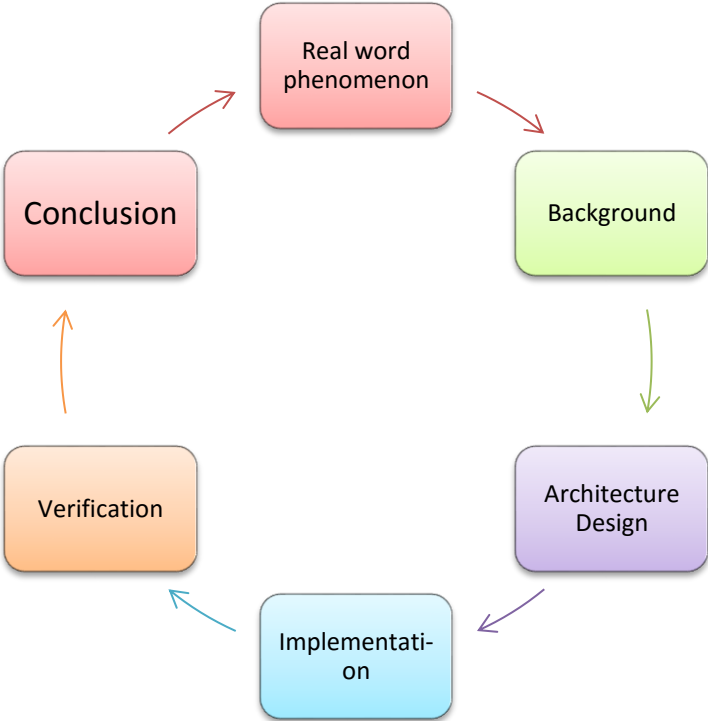 Real word
phenomenon
Background
Architecture
Design
Implementati-
on
Verification
Conclusion